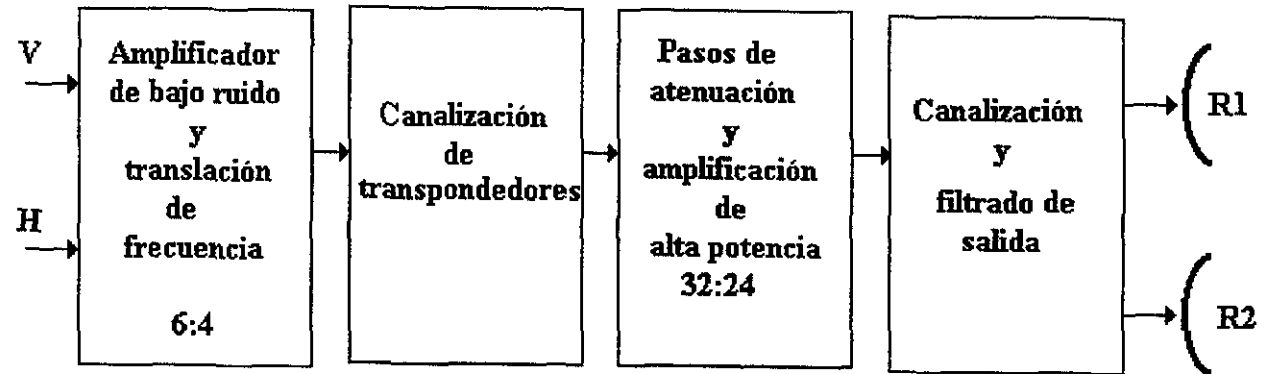 V
H
Amplificador
de bajo ruido
y
translación
de
frecuencia
6:4
Canalización
de
transpondedores
Pasos de
atenuación
y
amplificación
de
alta potencia
32:24
Canalización
y
filtrado de
salida
R1
R2